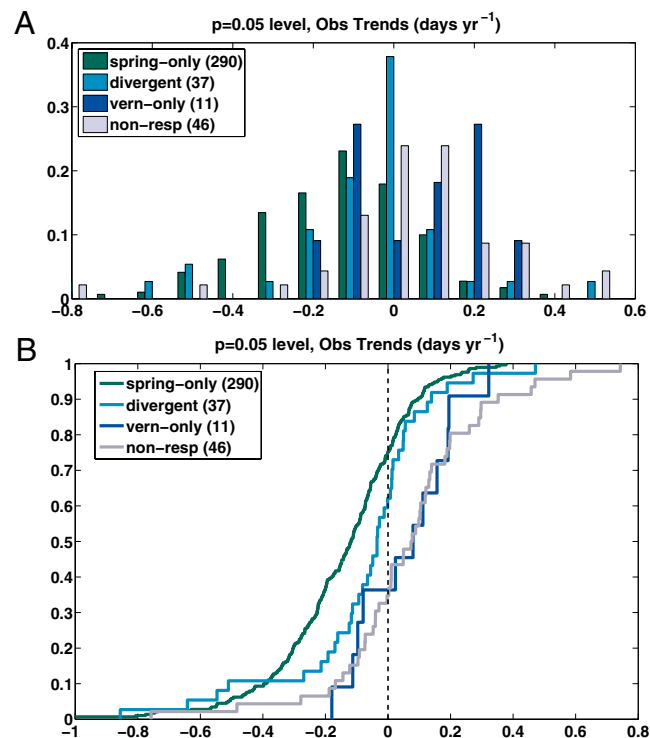 A
p=0.05 level, Obs Trends (days yr⁻¹)
0.4
0.3
0.2
0.1
0
spring-only (290)
divergent (37)
vern-only (11)
non-resp (46)
−0.8 −0.6 −0.4 −0.2 0 0.2 0.4 0.6
B
p=0.05 level, Obs Trends (days yr⁻¹)
1
0.9
0.8
0.7
0.6
0.5
0.4
0.3
0.2
0.1
0
spring-only (290)
divergent (37)
vern-only (11)
non-resp (46)
−1 −0.8 −0.6 −0.4 −0.2 0 0.2 0.4 0.6 0.8